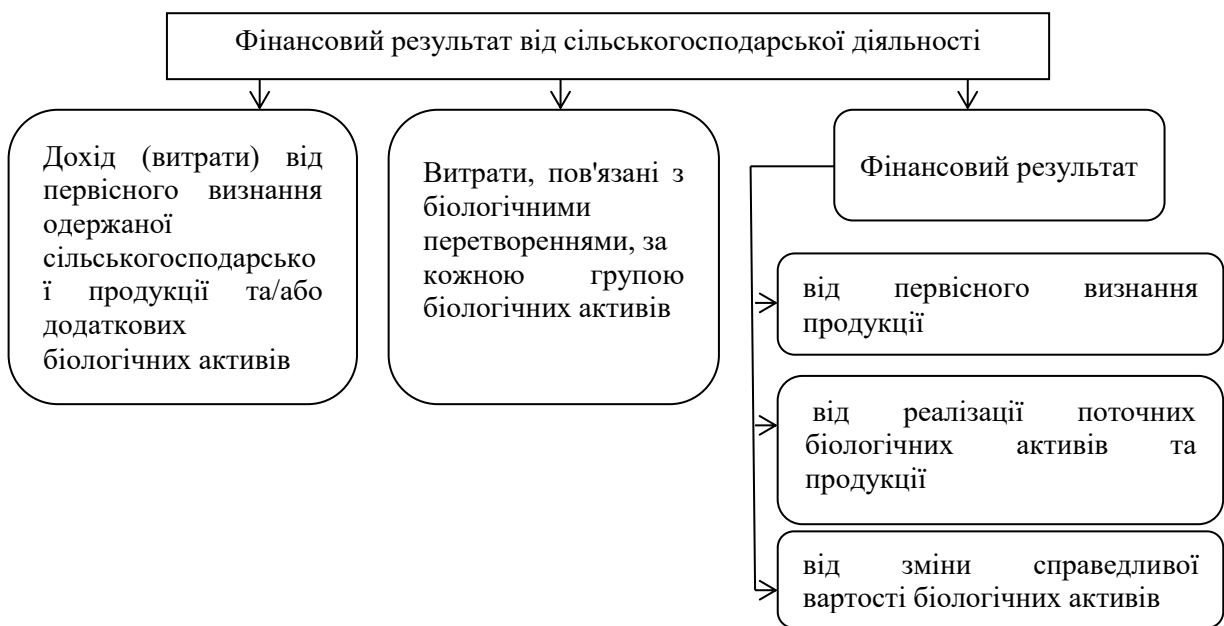 Фінансовий результат від сільськогосподарської діяльності
Дохід (витрати) від
первісного визнання
одержаної
сільськогосподарсько
ї продукції та/або
додаткових
біологічних активів
Витрати, пов'язані з
біологічними
перетвореннями, за
кожною групою
біологічних активів
Фінансовий результат
від первісного визнання
продукції
від реалізації поточних
біологічних активів та
продукції
від зміни справедливої
вартості біологічних активів